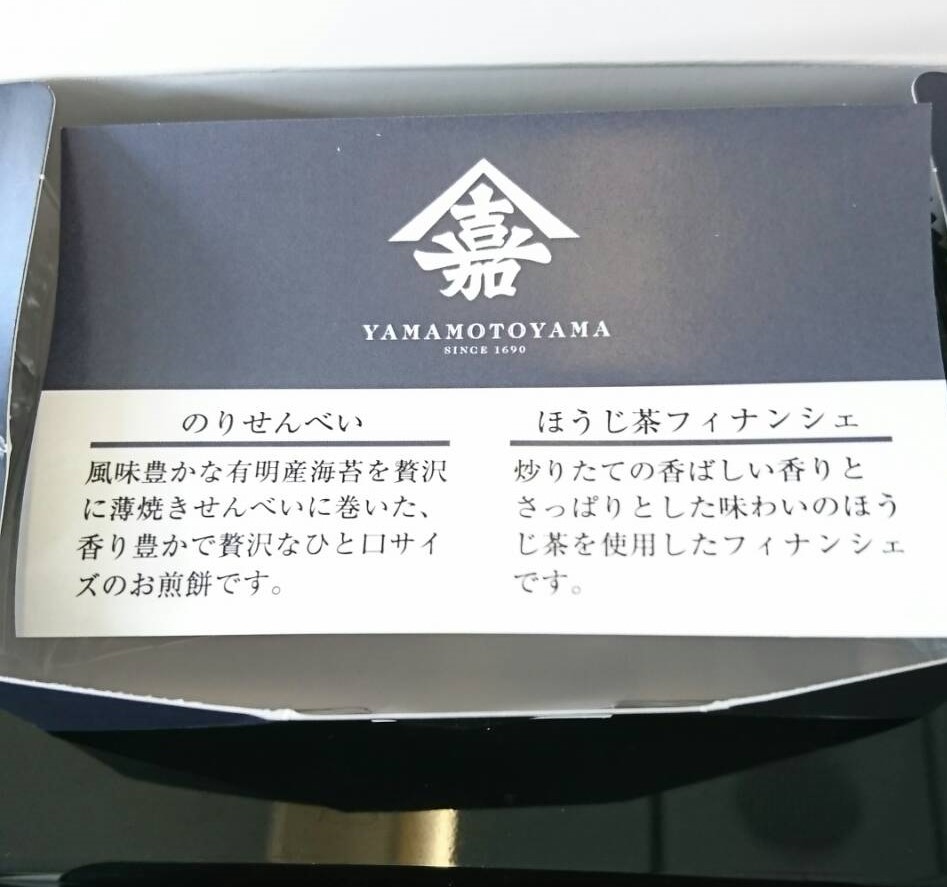 嘉
YAMAMOTOYAMA
SINCE 1690
のりせんべい
風味豊かな有明産海苔を贅沢
に薄焼きせんべいに巻いた、
香り豊かで贅沢なひと口サイ
ズのお煎餅です。
ほうじ茶フィナンシェ
炒りたての香ばしい香りと
さっぱりとした味わいのほう
じ茶を使用したフィナンシェ
です。